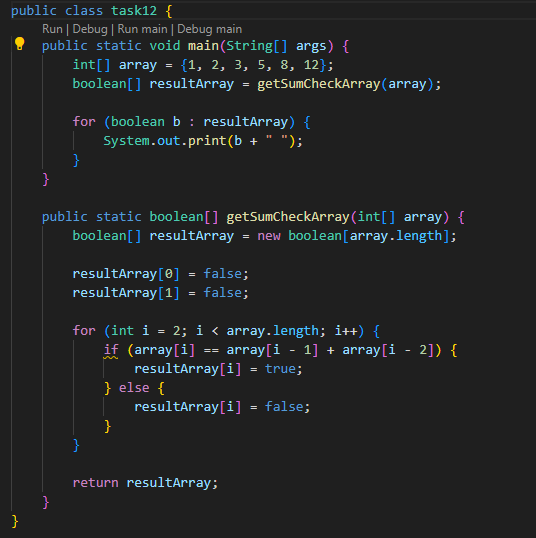 public class task12 {
Run | Debug | Run main | Debug main
public static void main(String[] args) {
int[] array = {1, 2, 3, 5, 8, 12};
boolean[] resultArray = getSumCheckArray(array);
for (boolean b : resultArray) {
System.out.print(b + " ");
}
}
public static boolean[] getSumCheckArray(int[] array) {
boolean[] resultArray = new boolean[array.length];
resultArray[0] = false;
resultArray[1] = false;
for (int i = 2; i < array.length; i++) {
if (array[i] == array[i - 1] + array[i - 2]) {
resultArray[i] = true;
} else {
resultArray[i] = false;
}
}
return resultArray;
}
}